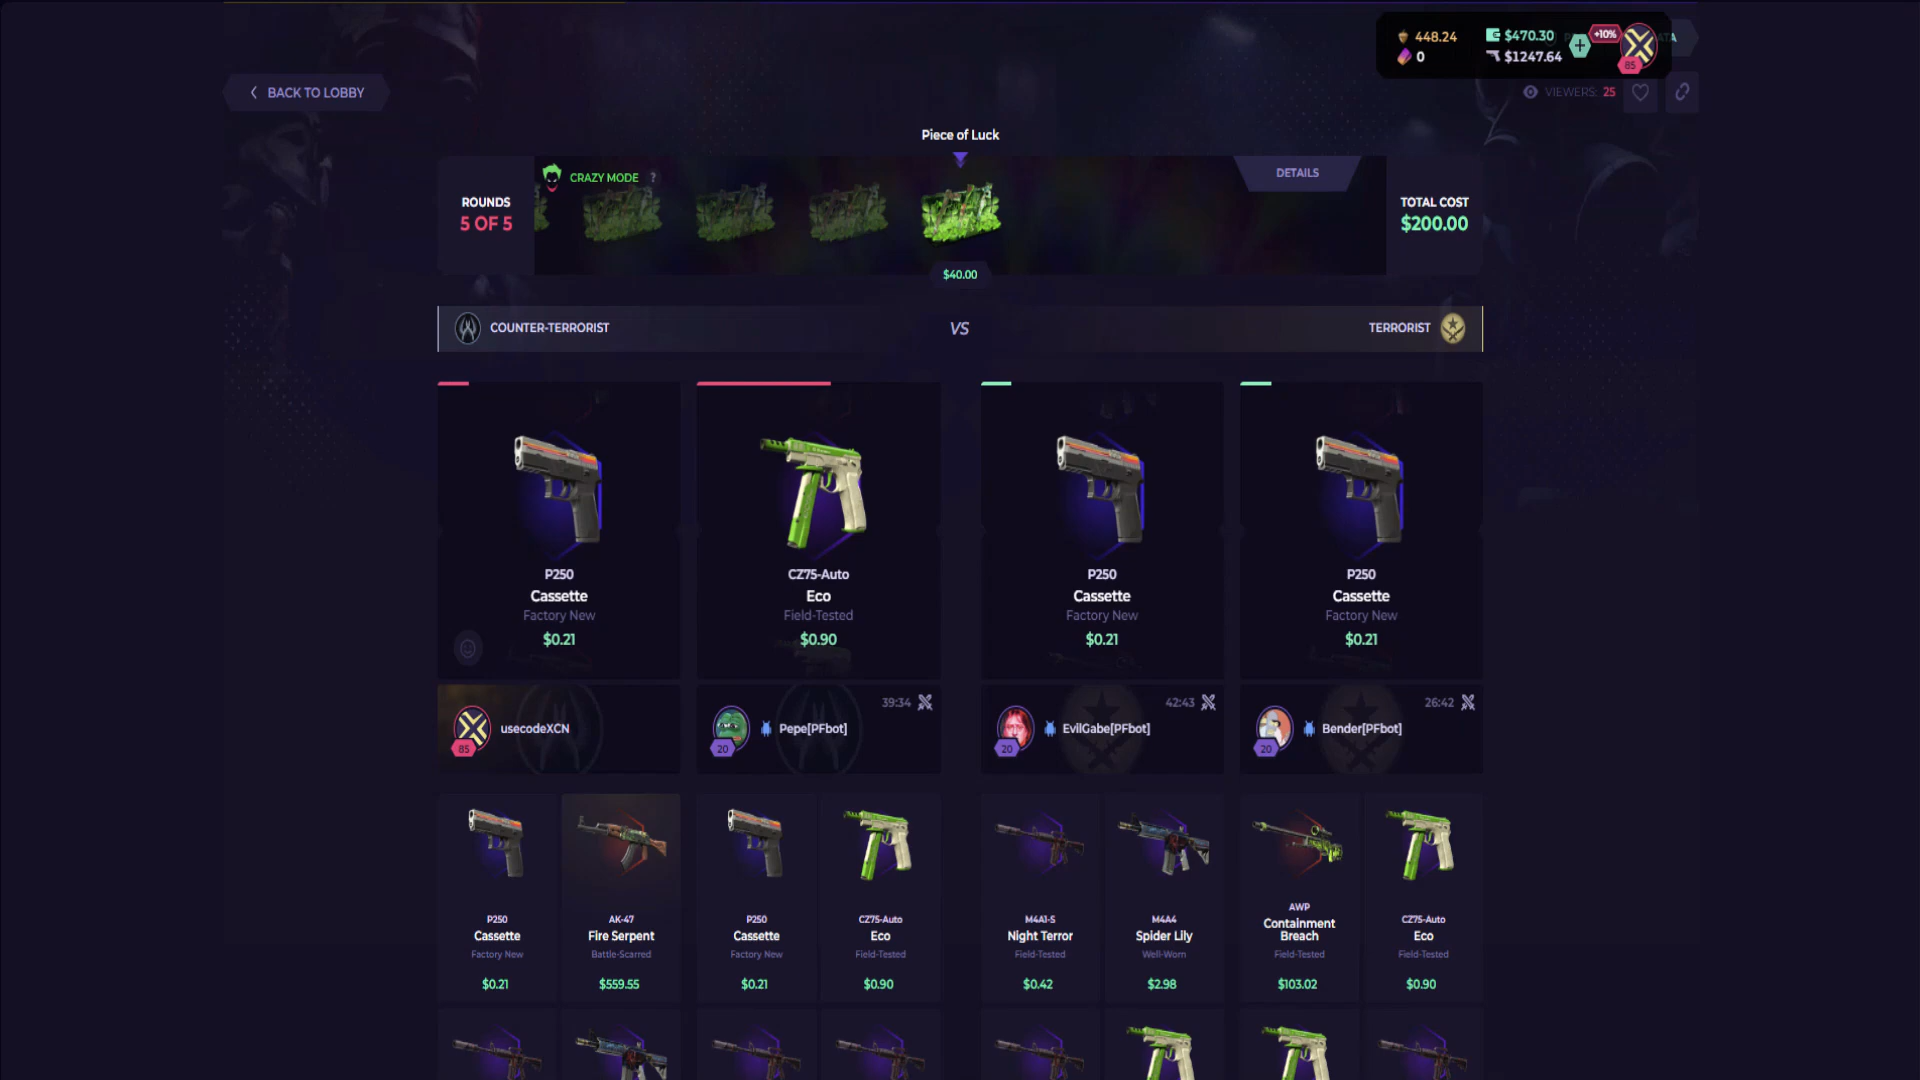 448.24
$470.30
+10%
0
$1247.64
85
BACK TO LOBBY
VIEWERS: 25
Piece of Luck
CRAZY MODE ?
DETAILS
ROUNDS
5 OF 5
TOTAL COST
$200.00
$40.00
COUNTER-TERRORIST
VS
TERRORIST
P250
Cassette
Factory New
$0.21
CZ75-Auto
Eco
Field-Tested
$0.90
P250
Cassette
Factory New
$0.21
P250
Cassette
Factory New
$0.21
usecodeXCN
85
39:34
Pepe[PFbot]
20
42:43
EvilGabe[PFbot]
20
26:42
Bender[PFbot]
20
P250
Cassette
Factory New
$0.21
AK-47
Fire Serpent
Battle-Scarred
$559.55
P250
Cassette
Factory New
$0.21
CZ75-Auto
Eco
Field-Tested
$0.90
M4A1-S
Night Terror
Field-Tested
$0.42
M4A4
Spider Lily
Well-Worn
$2.98
AWP
Containment
Breach
Field-Tested
$103.02
CZ75-Auto
Eco
Field-Tested
$0.90